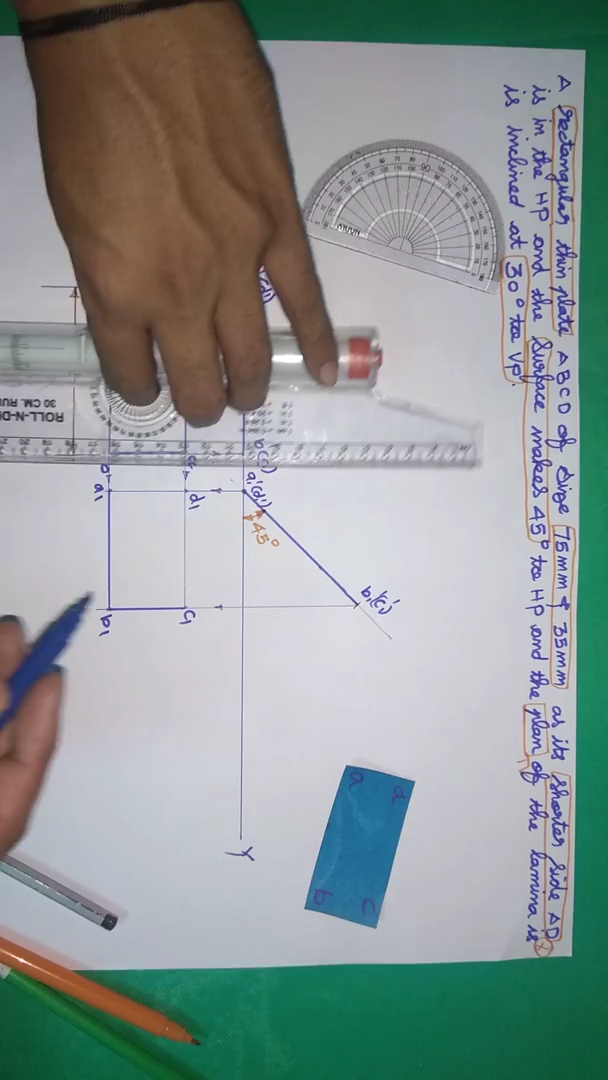 A rectangular thin plate ABCD of size 75mm & 35mm as its shorter side AD
is in the HP and the surface makes 45° to HP and the plan of the lamina is
is inclined at 30° to VP.
b'(c')
a'(d')
45°
b₁'(c₁')
a₁
d₁
b₁
c₁
Y
a
d
b
c
ROLL-N-DR
30 CM. RU